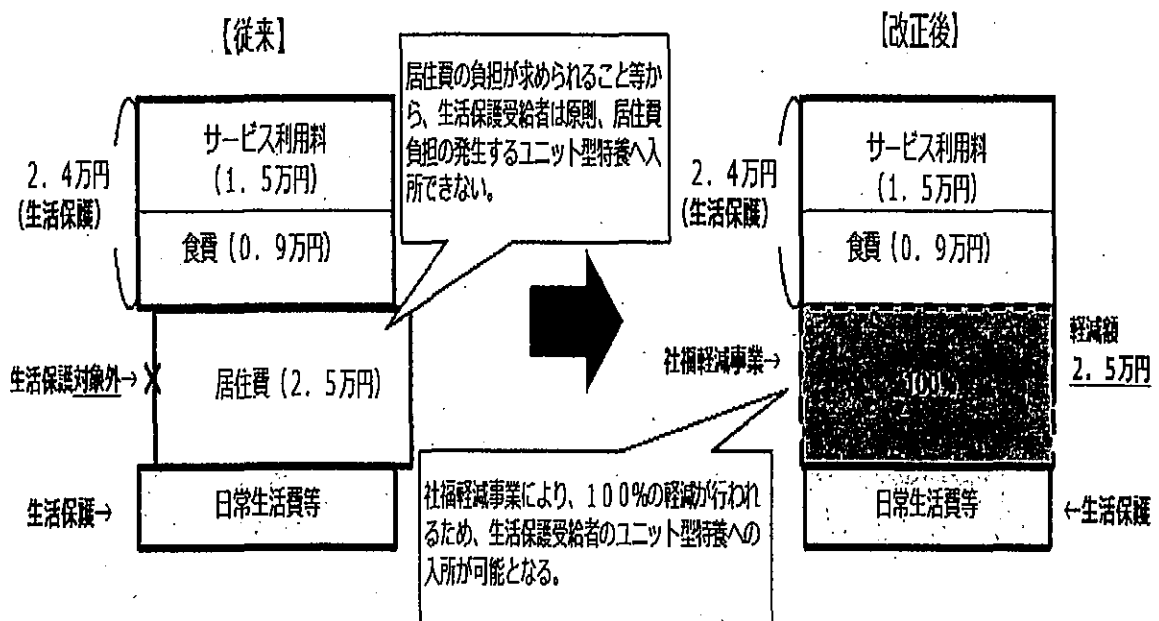 【従来】
居住費の負担が求められること等か
ら、生活保護受給者は原則、居住費
負担の発生するユニット型特養へ入
所できない。
2.4万円
(生活保護)
サービス利用料
(1.5万円)
食費(0.9万円)
生活保護対象外→
×
居住費(2.5万円)
生活保護→
日常生活費等
【改正後】
2.4万円
(生活保護)
サービス利用料
(1.5万円)
食費(0.9万円)
社福軽減事業→
100%
軽減額
2.5万円
日常生活費等
←生活保護
社福軽減事業により、100%の軽減が行われ
るため、生活保護受給者のユニット型特養への
入所が可能となる。